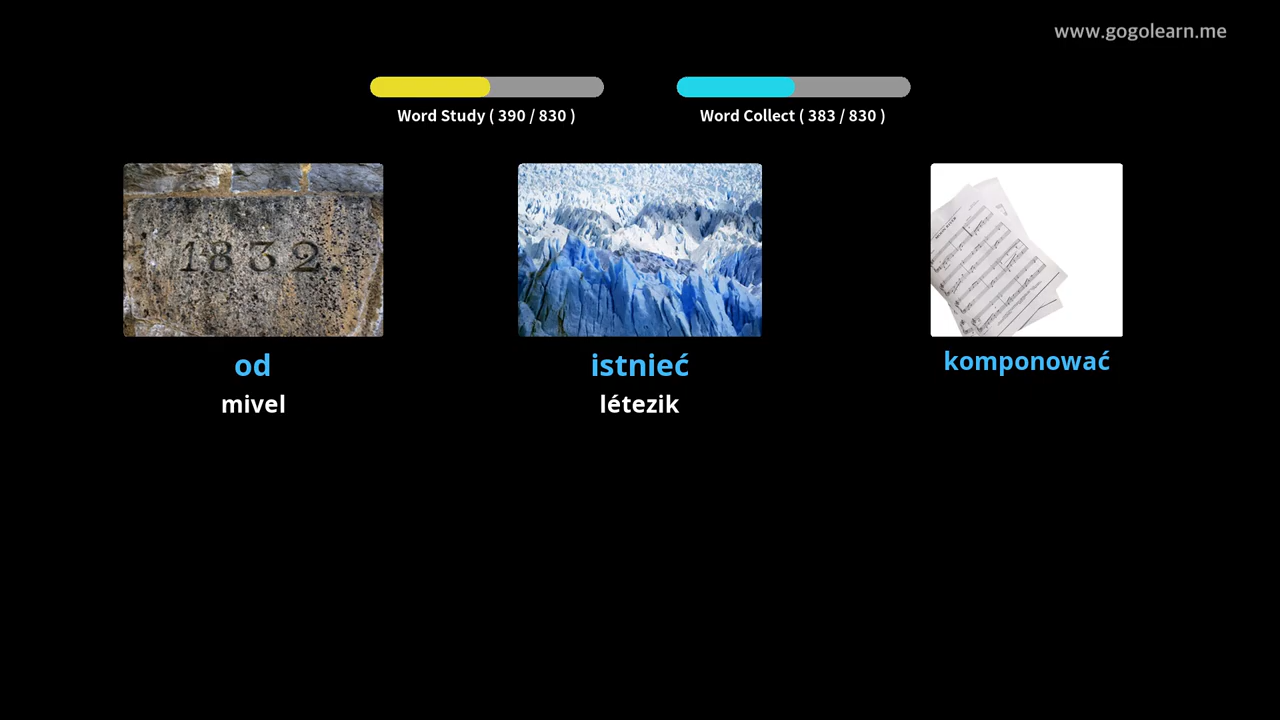 www.gogolearn.me
Word Study ( 390 / 830 )
Word Collect ( 383 / 830 )
1832.
od
istnieć
komponować
mivel
létezik